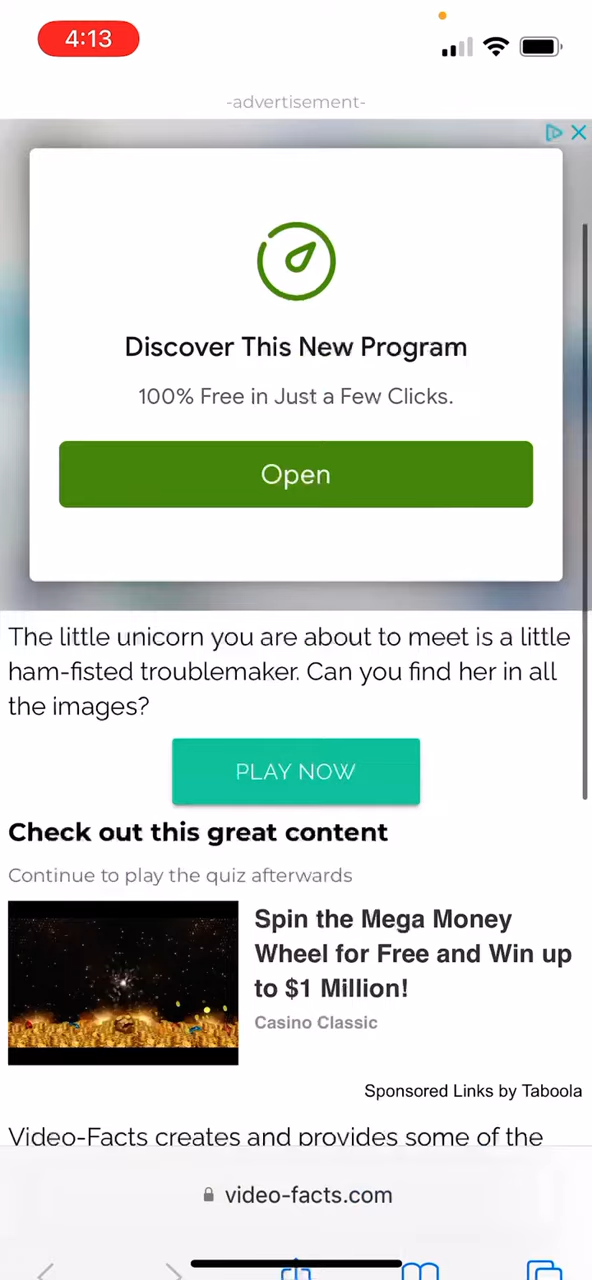 4:13
-advertisement-
Discover This New Program
100% Free in Just a Few Clicks.
Open
The little unicorn you are about to meet is a little
ham-fisted troublemaker. Can you find her in all
the images?
PLAY NOW
Check out this great content
Continue to play the quiz afterwards
Spin the Mega Money
Wheel for Free and Win up
to $1 Million!
Casino Classic
Sponsored Links by Taboola
Video-Facts creates and provides some of the
video-facts.com